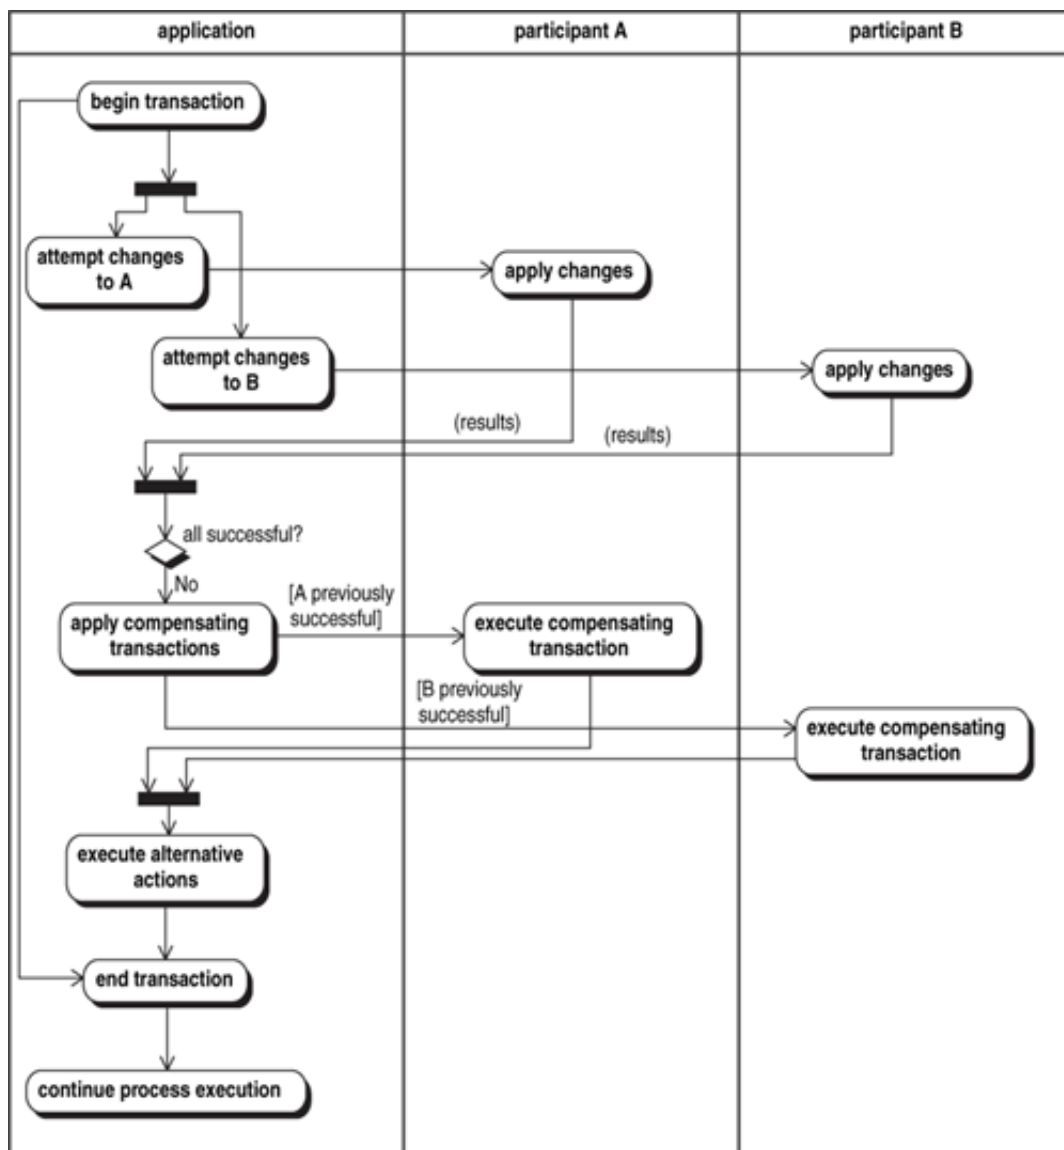 application
participant A
participant B
begin transaction
attempt changes
to A
apply changes
attempt changes
to B
apply changes
(results)
(results)
all successful?
No
apply compensating
transactions
[A previously
successful]
execute compensating
transaction
[B previously
successful]
execute compensating
transaction
execute alternative
actions
end transaction
continue process execution